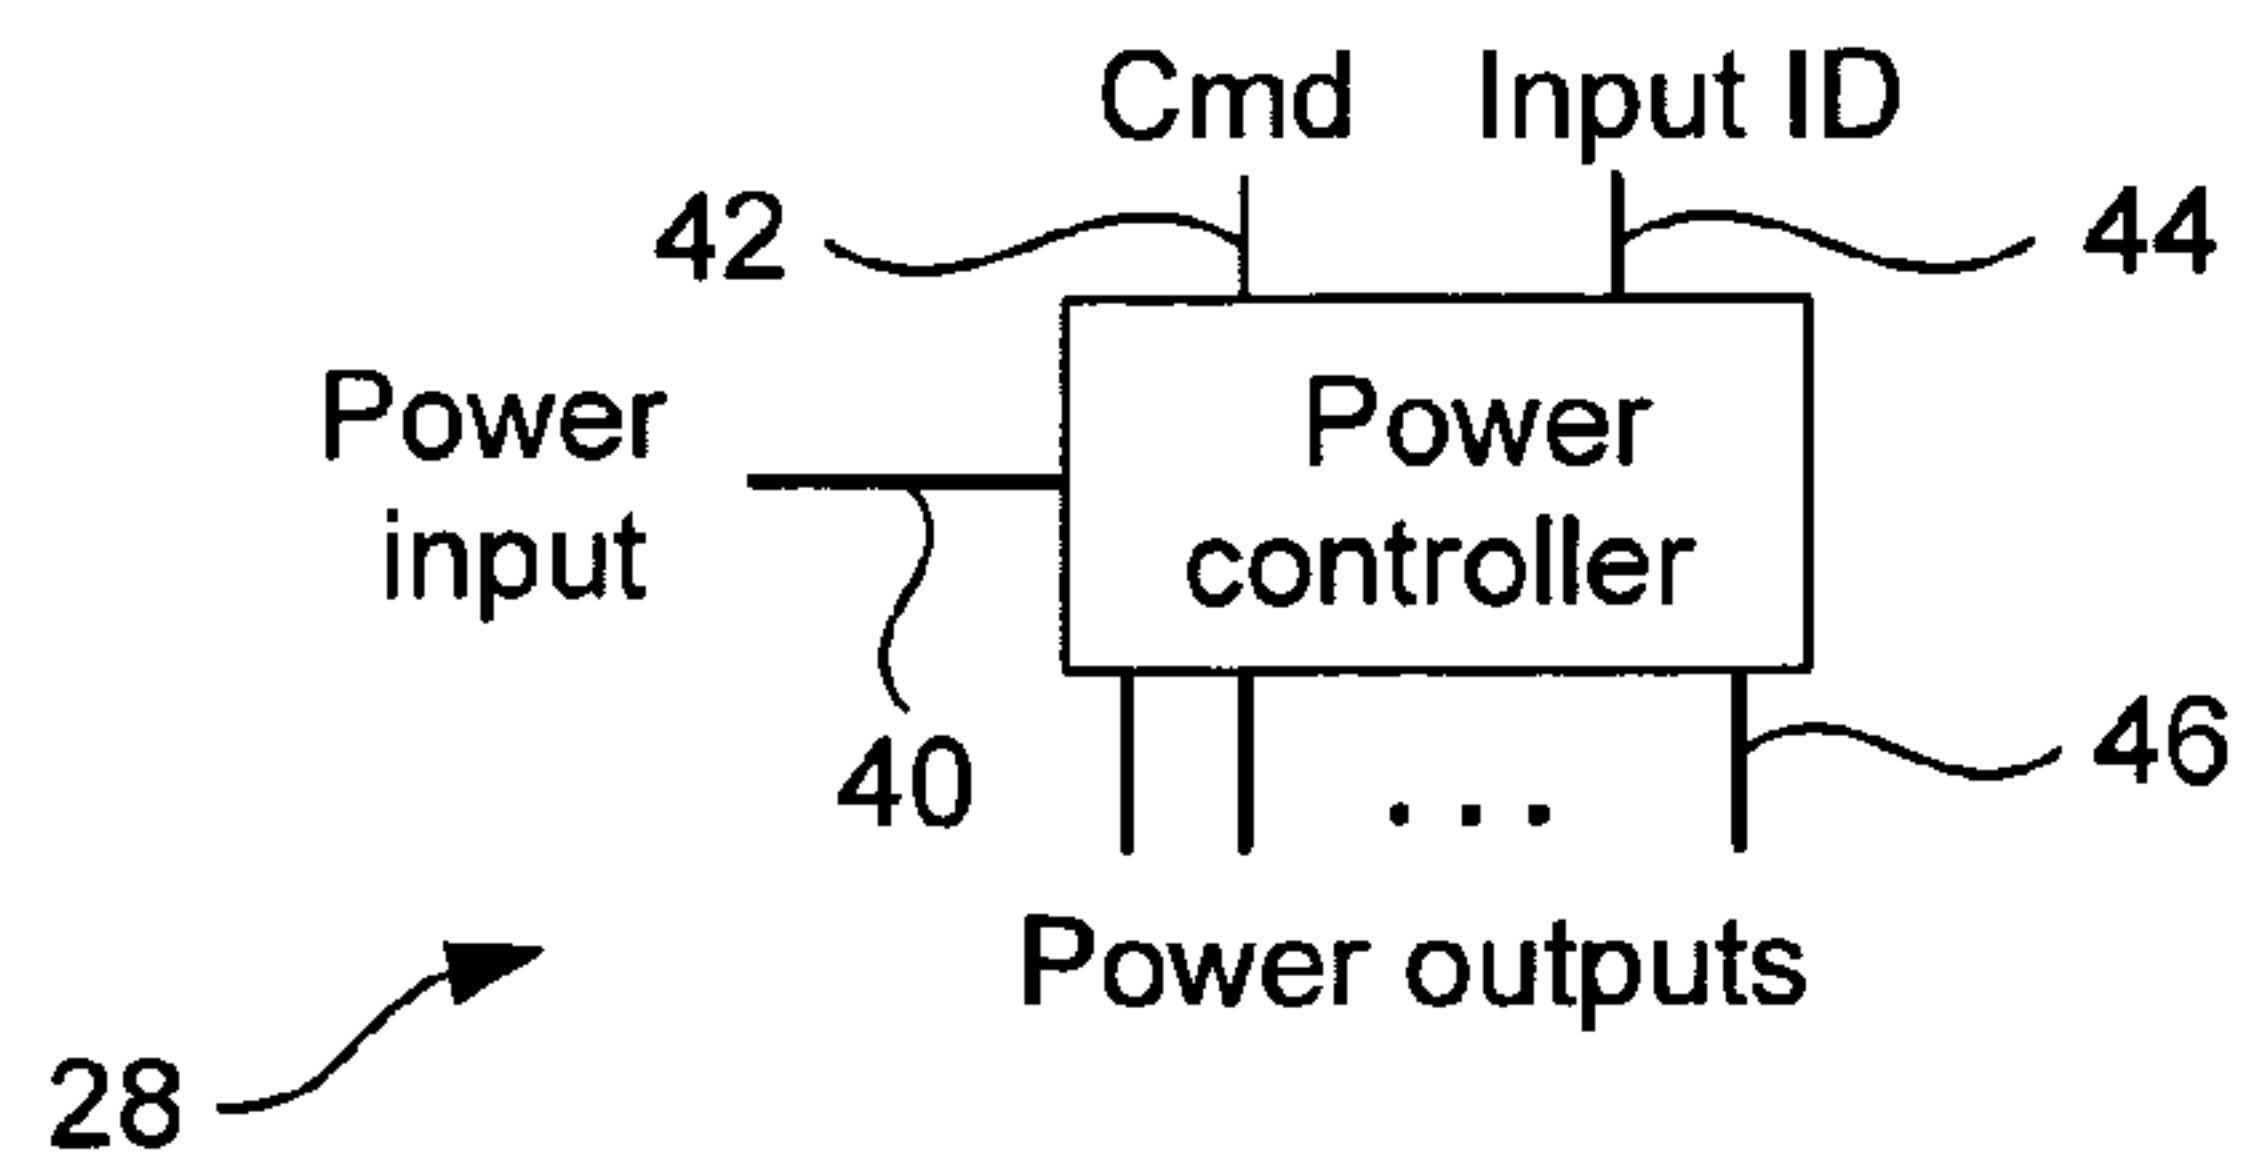 Cmd Input ID
42 44
Power
input
Power
controller
40
46
. . .
Power outputs
28